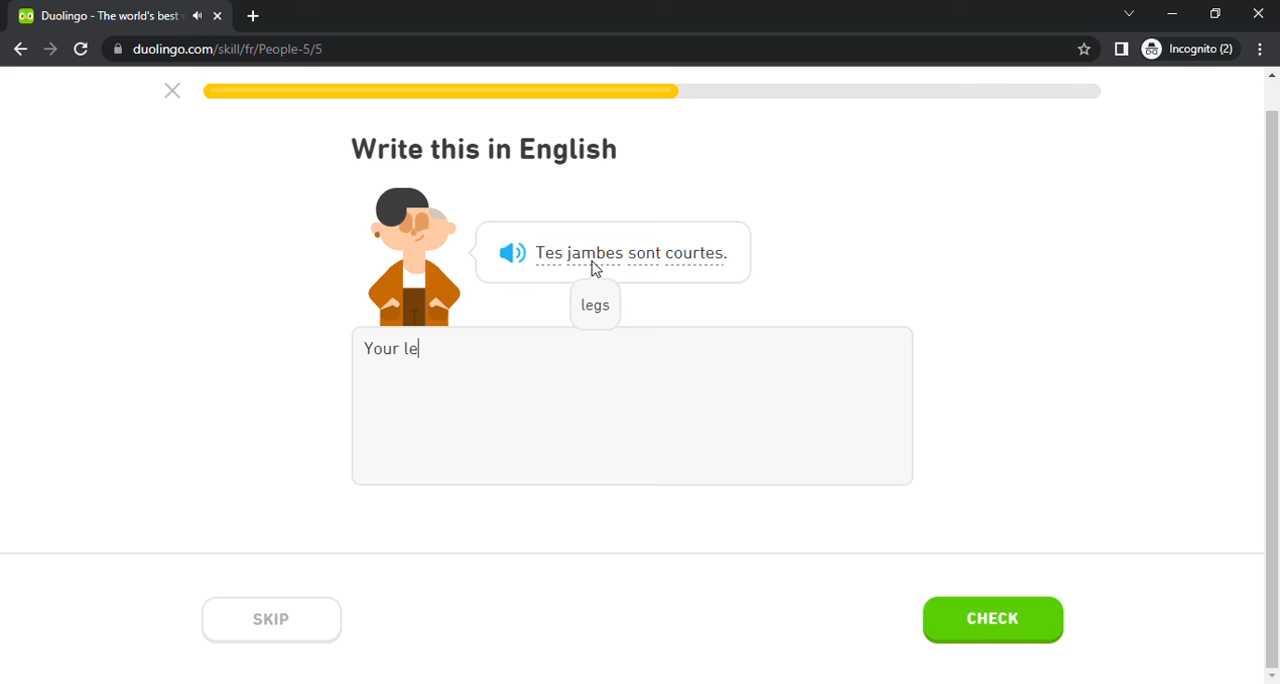 Duolingo - The world's best
duolingo.com/skill/fr/People-5/5
Incognito (2)
Write this in English
Tes jambes sont courtes.
legs
Your le
SKIP
CHECK